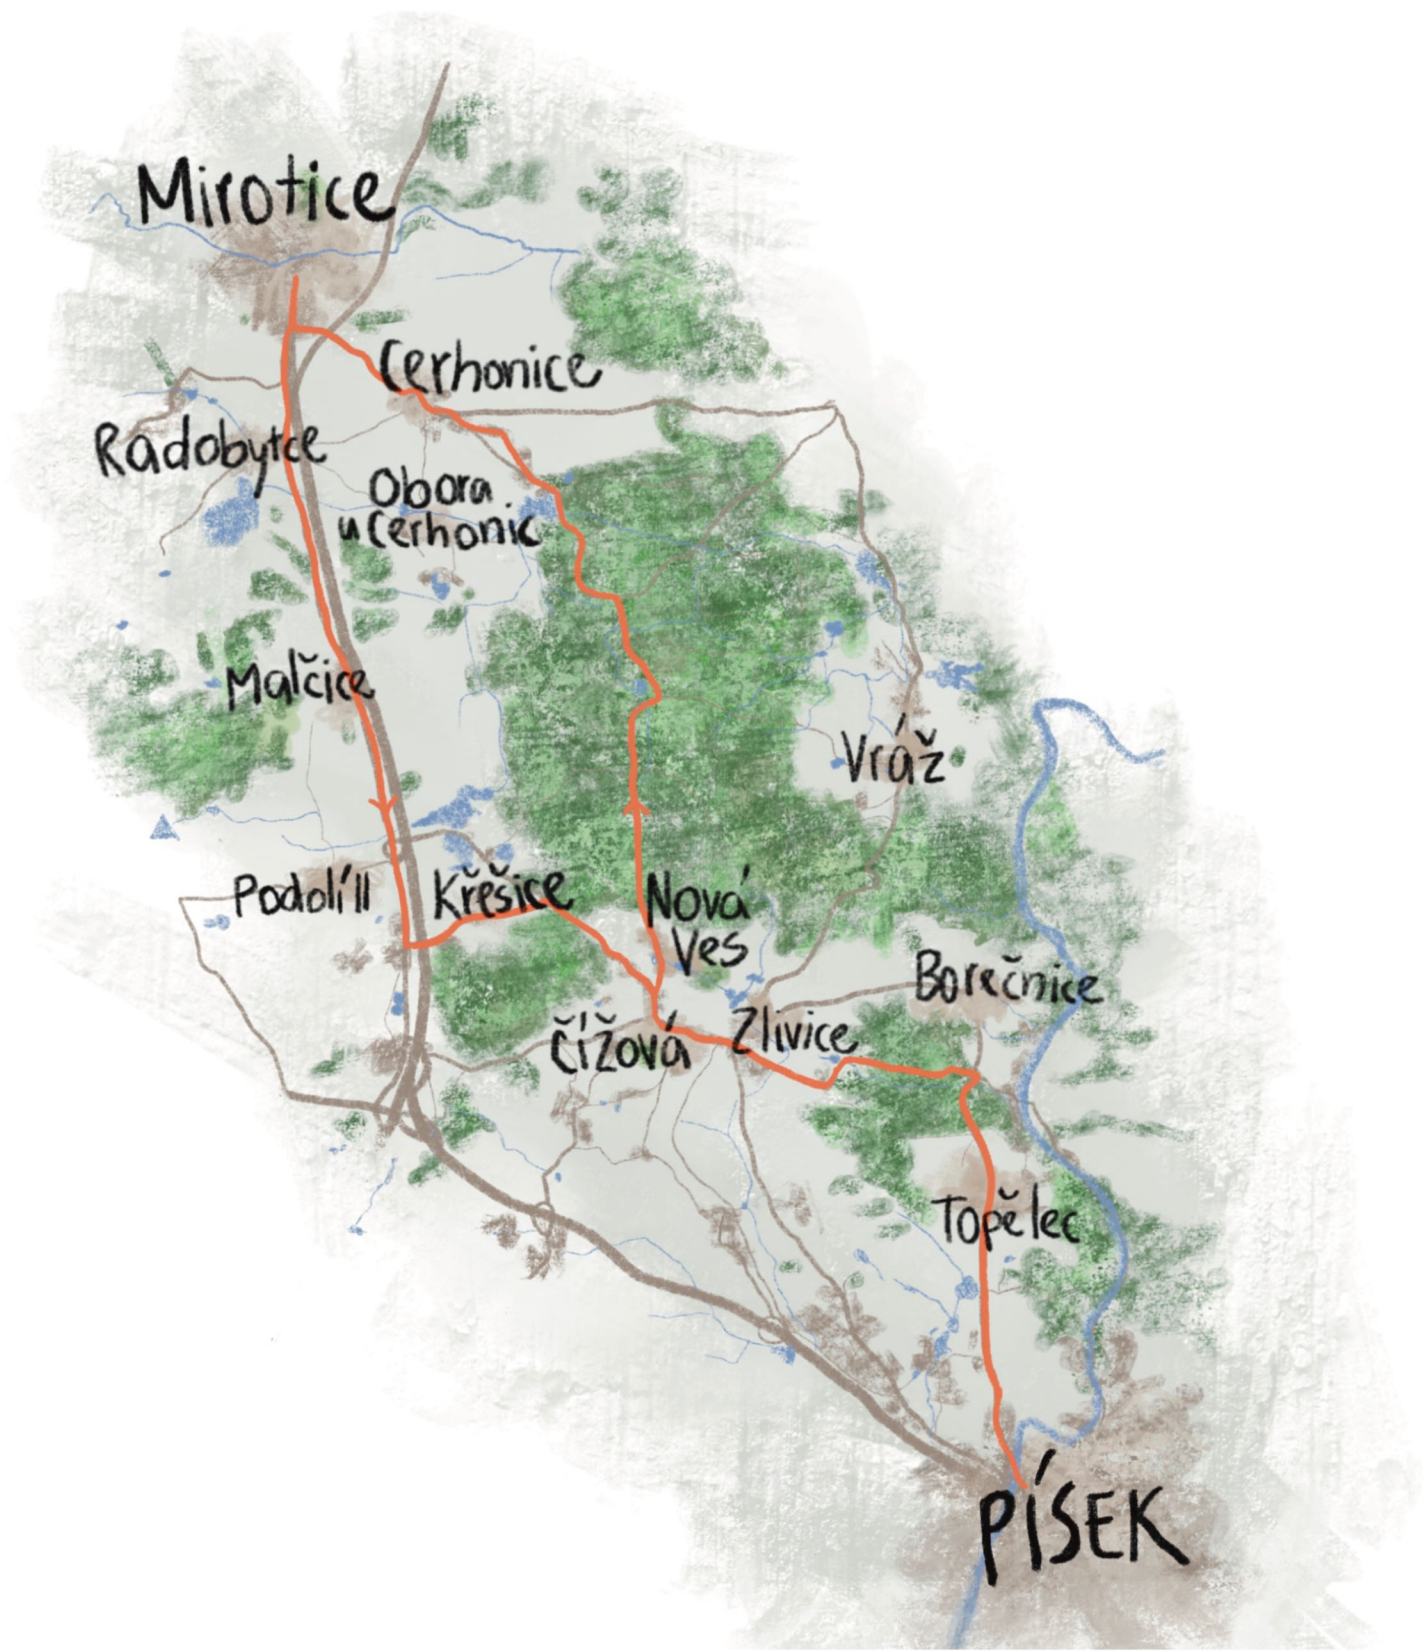 Mirotice
Cerhonice
Radobytce
Obora
u Cerhonic
Malčice
Vráž
Podolí II
Křešice
Nová
Ves
Borečnice
Čížová
Zlivice
Topělec
PÍSEK